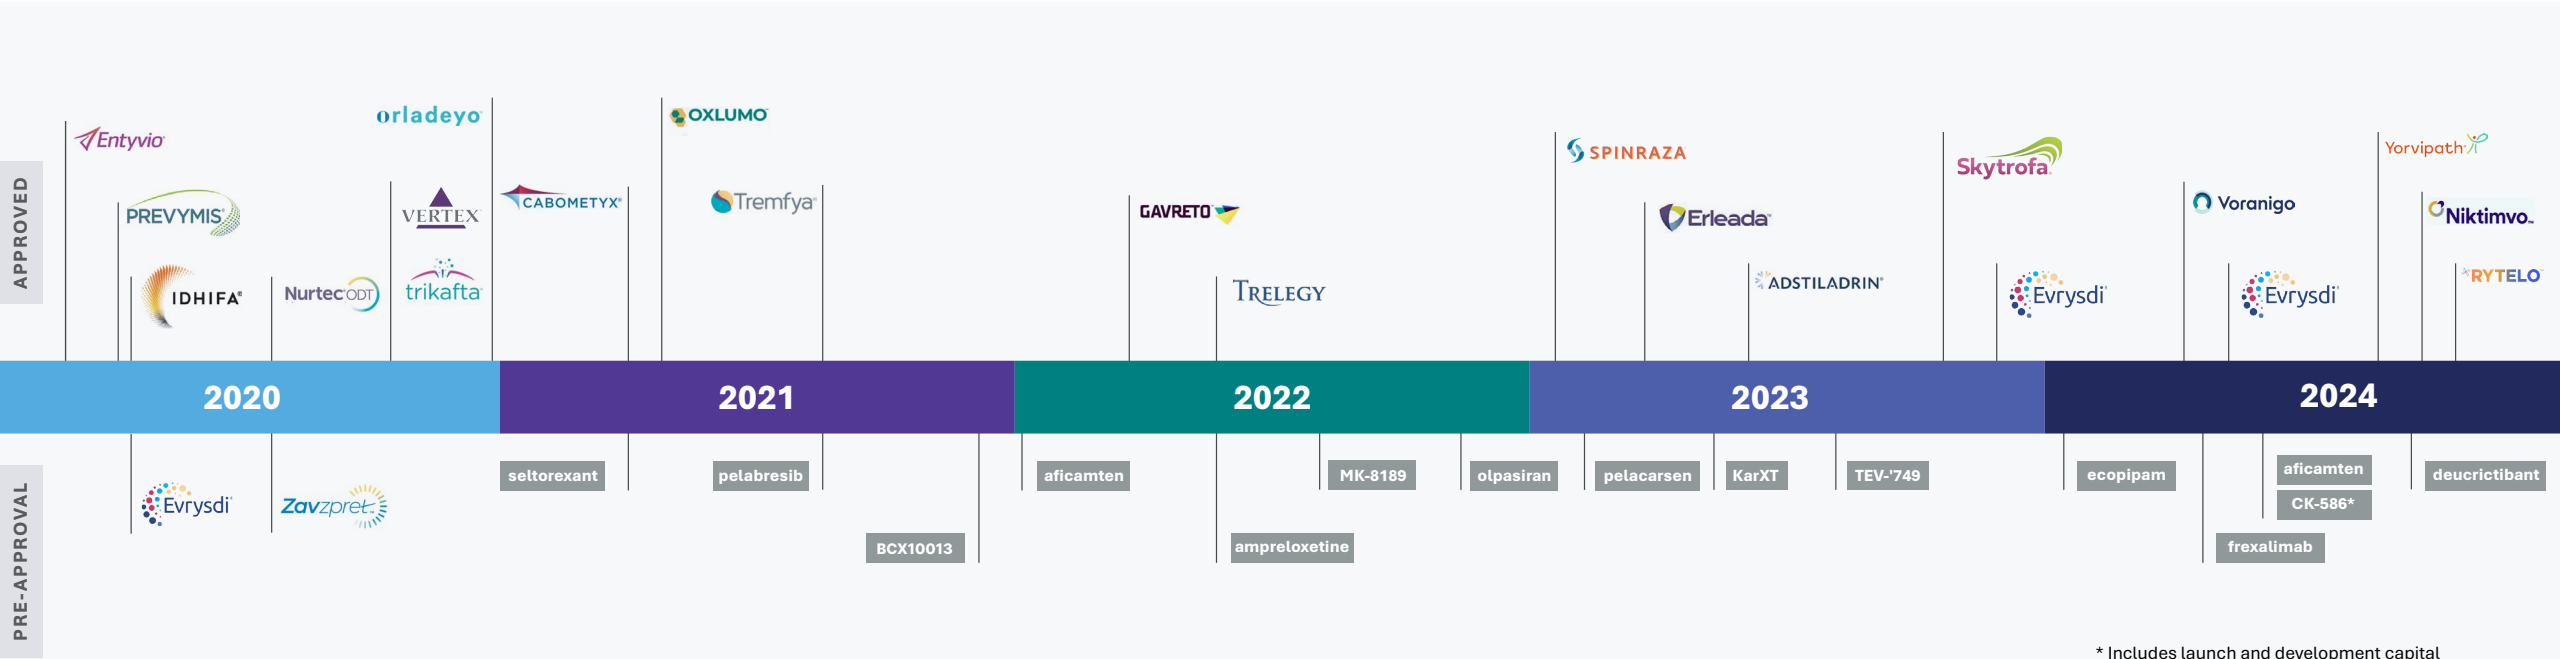 APPROVED
Entyvio
PREVYMIS
IDHIFA
Nurtec ODT
orladeyo
VERTEX
trikafta
CABOMETYX
OXLUMO
Tremfya
GAVRETO
TRELEGY
SPINRAZA
Erleada
ADSTILADRIN
Skytrofa
Evrysdi
Voranigo
Evrysdi
Yorvipath
Niktimvo
RYTELO
2020
2021
2022
2023
2024
PRE-APPROVAL
Evrysdi
Zavzpret
seltorexant
pelabresib
BCX10013
aficamten
ampreloxetine
MK-8189
olpasiran
pelacarsen
KarXT
TEV-'749
ecopipam
frexalimab
aficamten
CK-586*
deucrictibant
* Includes launch and development capital